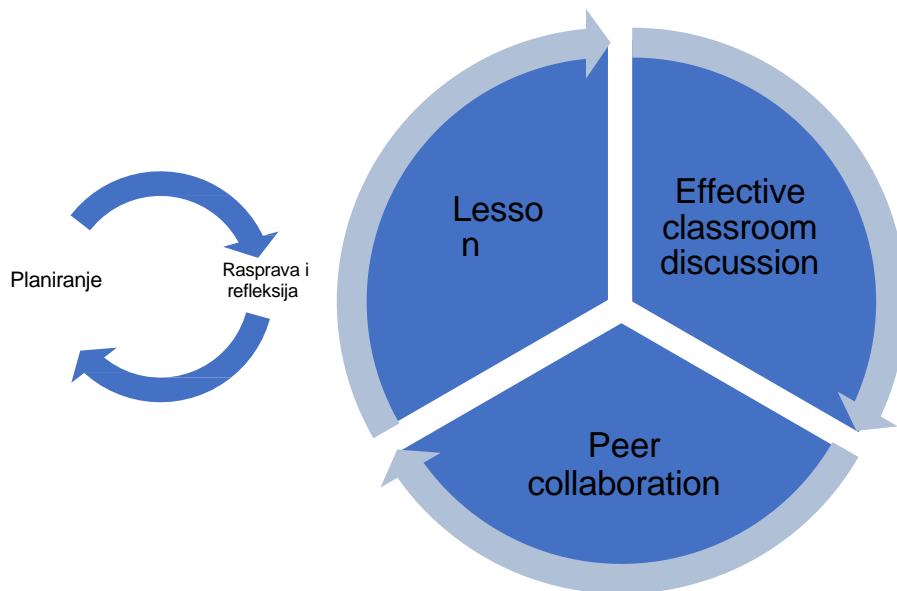 Planiranje
Rasprava i
refleksija
Lesso
n
Effective
classroom
discussion
Peer
collaboration